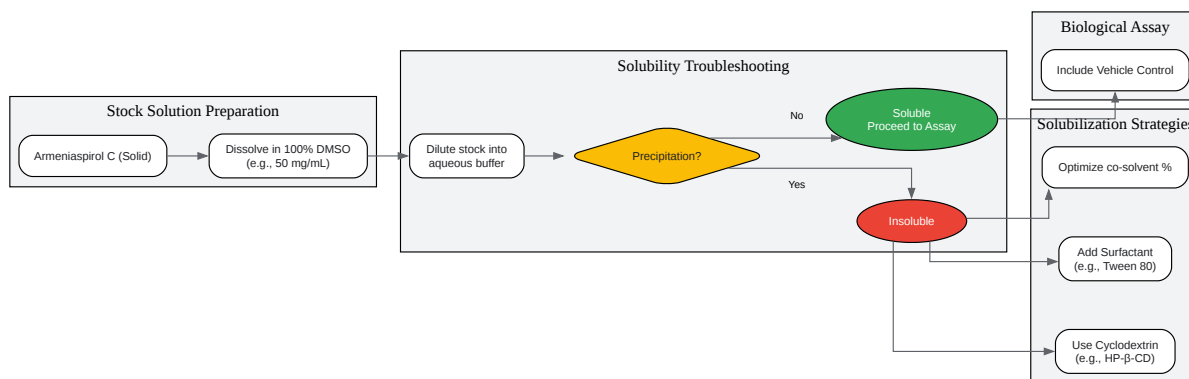 Stock Solution Preparation
Armeniaspirol C (Solid)
Dissolve in 100% DMSO
(e.g., 50 mg/mL)
Solubility Troubleshooting
Dilute stock into
aqueous buffer
Precipitation?
No
Yes
Soluble
Proceed to Assay
Insoluble
Biological Assay
Include Vehicle Control
Solubilization Strategies
Optimize co-solvent %
Add Surfactant
(e.g., Tween 80)
Use Cyclodextrin
(e.g., HP-β-CD)